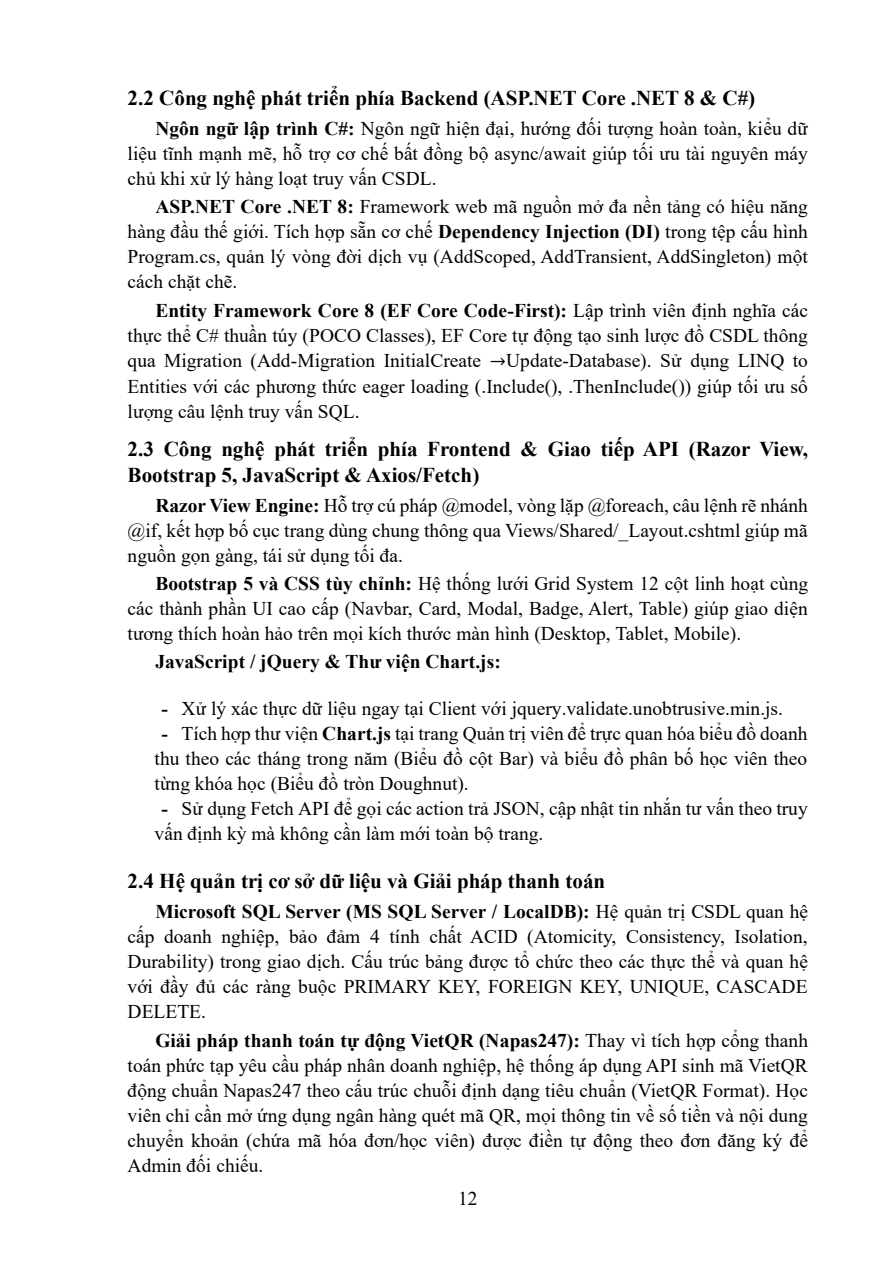 2.2 Công nghệ phát triển phía Backend (ASP.NET Core .NET 8 & C#)
Ngôn ngữ lập trình C#: Ngôn ngữ hiện đại, hướng đối tượng hoàn toàn, kiểu dữ
liệu tĩnh mạnh mẽ, hỗ trợ cơ chế bất đồng bộ async/await giúp tối ưu tài nguyên máy
chủ khi xử lý hàng loạt truy vấn CSDL.
ASP.NET Core .NET 8: Framework web mã nguồn mở đa nền tảng có hiệu năng
hàng đầu thế giới. Tích hợp sẵn cơ chế Dependency Injection (DI) trong tệp cấu hình
Program.cs, quản lý vòng đời dịch vụ (AddScoped, AddTransient, AddSingleton) một
cách chặt chẽ.
Entity Framework Core 8 (EF Core Code-First): Lập trình viên định nghĩa các
thực thể C# thuần túy (POCO Classes), EF Core tự động tạo sinh lược đồ CSDL thông
qua Migration (Add-Migration InitialCreate →Update-Database). Sử dụng LINQ to
Entities với các phương thức eager loading (.Include(), .ThenInclude()) giúp tối ưu số
lượng câu lệnh truy vấn SQL.
2.3 Công nghệ phát triển phía Frontend & Giao tiếp API (Razor View,
Bootstrap 5, JavaScript & Axios/Fetch)
Razor View Engine: Hỗ trợ cú pháp @model, vòng lặp @foreach, câu lệnh rẽ nhánh
@if, kết hợp bố cục trang dùng chung thông qua Views/Shared/_Layout.cshtml giúp mã
nguồn gọn gàng, tái sử dụng tối đa.
Bootstrap 5 và CSS tùy chỉnh: Hệ thống lưới Grid System 12 cột linh hoạt cùng
các thành phần UI cao cấp (Navbar, Card, Modal, Badge, Alert, Table) giúp giao diện
tương thích hoàn hảo trên mọi kích thước màn hình (Desktop, Tablet, Mobile).
JavaScript / jQuery & Thư viện Chart.js:
- Xử lý xác thực dữ liệu ngay tại Client với jquery.validate.unobtrusive.min.js.
- Tích hợp thư viện Chart.js tại trang Quản trị viên để trực quan hóa biểu đồ doanh
thu theo các tháng trong năm (Biểu đồ cột Bar) và biểu đồ phân bố học viên theo
từng khóa học (Biểu đồ tròn Doughnut).
- Sử dụng Fetch API để gọi các action trả JSON, cập nhật tin nhắn tư vấn theo truy
vấn định kỳ mà không cần làm mới toàn bộ trang.
2.4 Hệ quản trị cơ sở dữ liệu và Giải pháp thanh toán
Microsoft SQL Server (MS SQL Server / LocalDB): Hệ quản trị CSDL quan hệ
cấp doanh nghiệp, bảo đảm 4 tính chất ACID (Atomicity, Consistency, Isolation,
Durability) trong giao dịch. Cấu trúc bảng được tổ chức theo các thực thể và quan hệ
với đầy đủ các ràng buộc PRIMARY KEY, FOREIGN KEY, UNIQUE, CASCADE
DELETE.
Giải pháp thanh toán tự động VietQR (Napas247): Thay vì tích hợp cổng thanh
toán phức tạp yêu cầu pháp nhân doanh nghiệp, hệ thống áp dụng API sinh mã VietQR
động chuẩn Napas247 theo cấu trúc chuỗi định dạng tiêu chuẩn (VietQR Format). Học
viên chỉ cần mở ứng dụng ngân hàng quét mã QR, mọi thông tin về số tiền và nội dung
chuyển khoản (chứa mã hóa đơn/học viên) được điền tự động theo đơn đăng ký để
Admin đối chiếu.
12